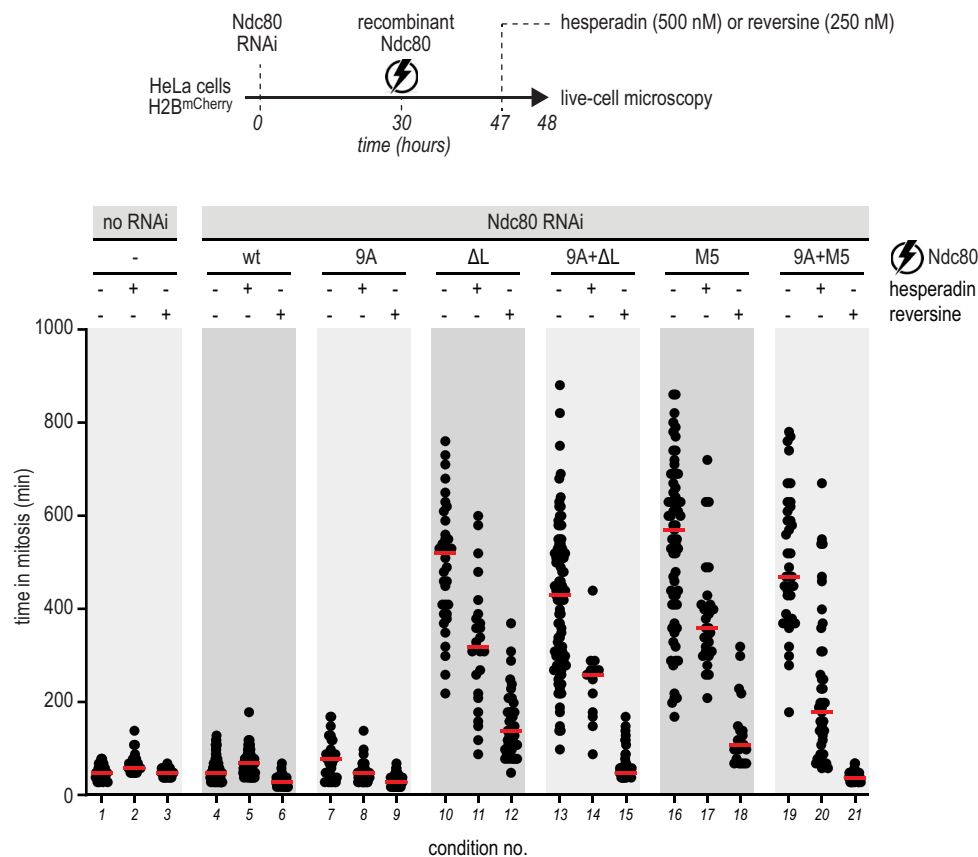 Ndc80 RNAi
recombinant Ndc80
hesperadin (500 nM) or reversine (250 nM)
HeLa cells
H2BmCherry
live-cell microscopy
0 30 47 48
time (hours)
no RNAi Ndc80 RNAi
- wt 9A ΔL 9A+ΔL M5 9A+M5 Ndc80
- + - - + - - + - - + - - + - - + - - + - hesperadin
- - + - - + - - + - - + - - + - - + - - + reversine
1000
800
600
400
200
0
time in mitosis (min)
1 2 3 4 5 6 7 8 9 10 11 12 13 14 15 16 17 18 19 20 21
condition no.